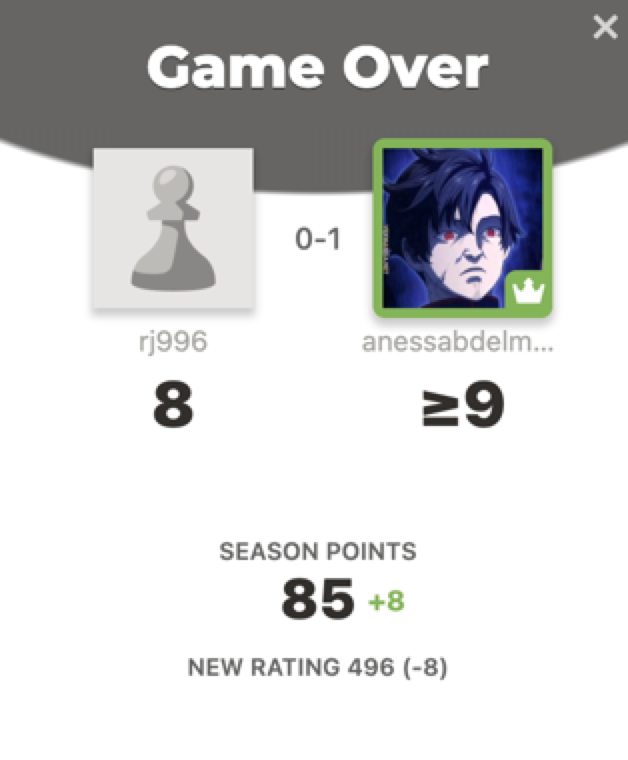 Game Over
0-1
rj996
anessabdelm...
8
≥9
SEASON POINTS
85 +8
NEW RATING 496 (-8)